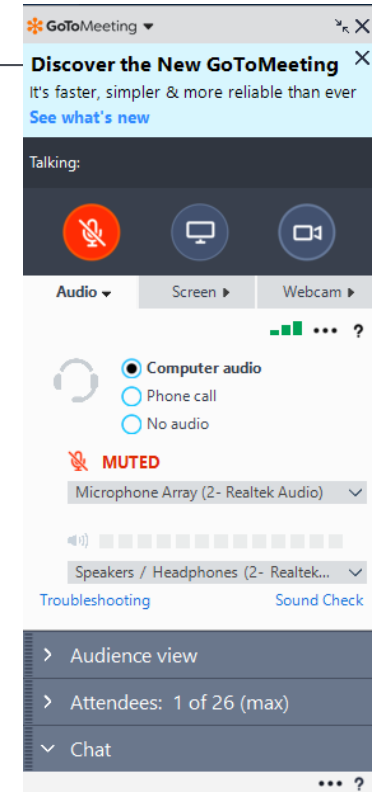 GoToMeeting
Discover the New GoToMeeting
It's faster, simpler & more reliable than ever
See what's new
Talking:
Audio Screen Webcam
?
Computer audio
Phone call
No audio
MUTED
Microphone Array (2- Realtek Audio)
Speakers / Headphones (2- Realtek...
Troubleshooting Sound Check
Audience view
Attendees: 1 of 26 (max)
Chat
?